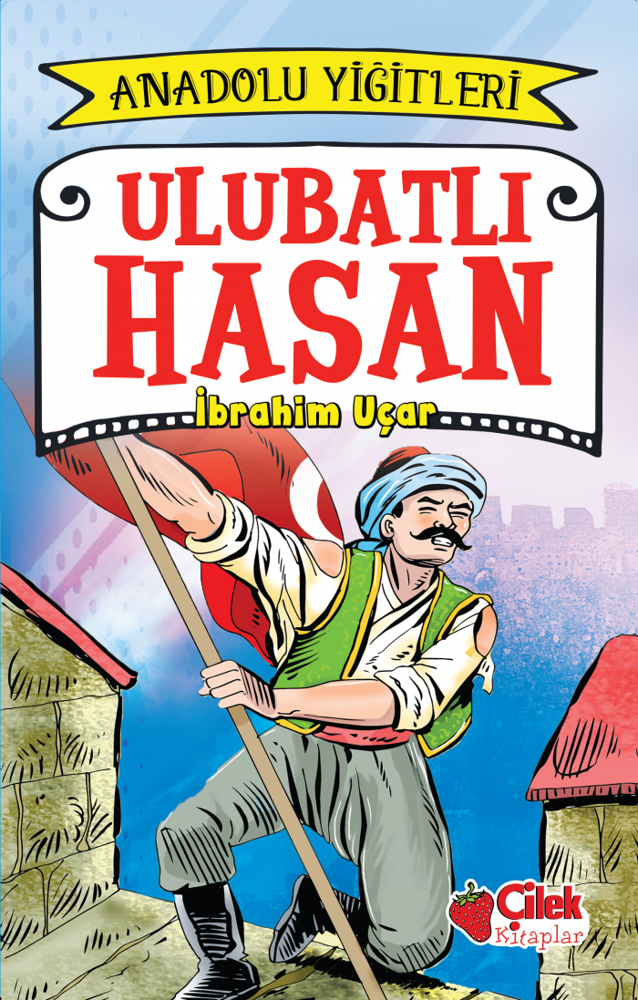 ANADOLU YİĞİTLERİ
ULUBATLI
HASAN
İbrahim Uçar
Çilek
Kitaplar